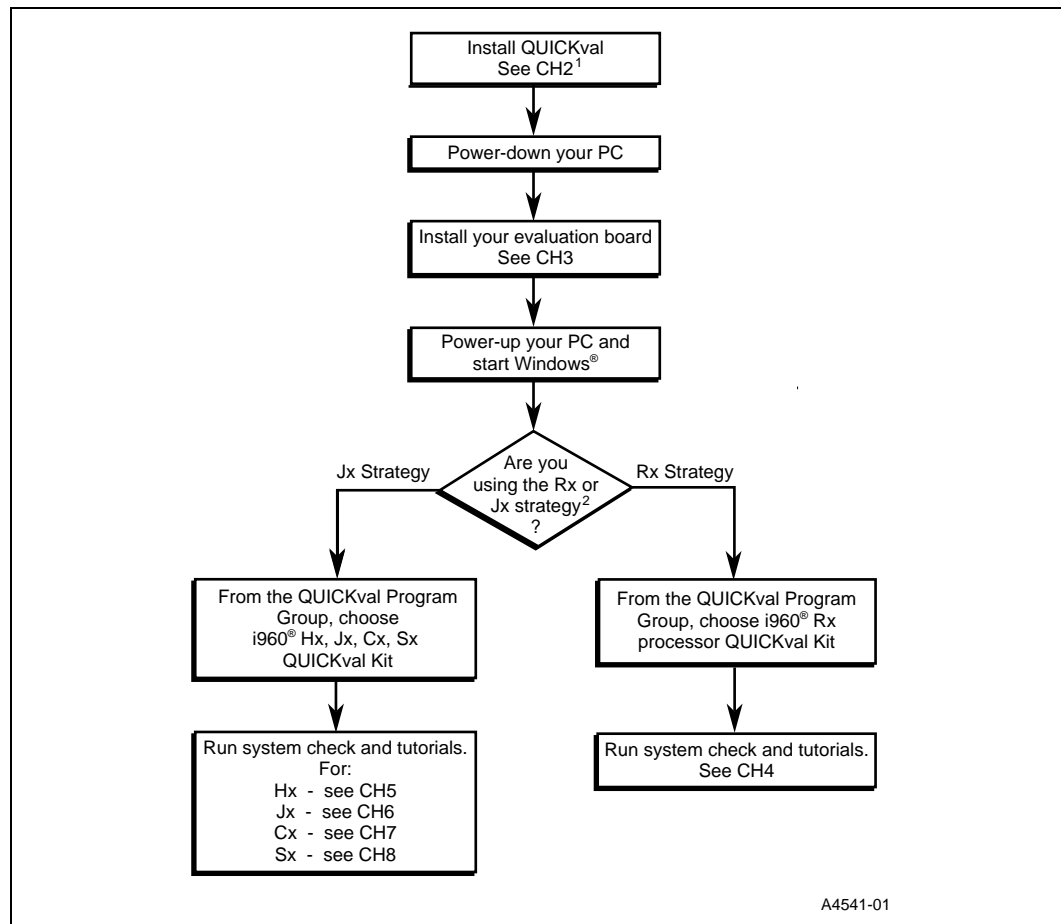 Install QUICKval
See CH2¹
Power-down your PC
Install your evaluation board
See CH3
Power-up your PC and
start Windows®
Are you
using the Rx or
Jx strategy²
?
Jx Strategy
Rx Strategy
From the QUICKval Program
Group, choose
i960® Hx, Jx, Cx, Sx
QUICKval Kit
From the QUICKval Program
Group, choose i960® Rx
processor QUICKval Kit
Run system check and tutorials.
For:
Hx - see CH5
Jx - see CH6
Cx - see CH7
Sx - see CH8
Run system check and tutorials.
See CH4
A4541-01